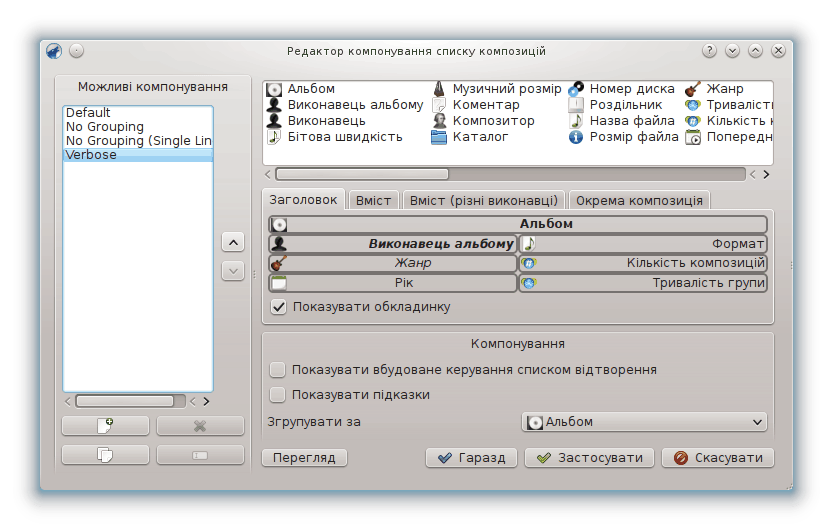 Редактор компонування списку композицій
Можливі компонування
Default
No Grouping
No Grouping (Single Lin
Verbose
Альбом
Музичний розмір
Номер диска
Жанр
Виконавець альбому
Коментар
Роздільник
Триваліст
Виконавець
Композитор
Назва файла
Кількість к
Бітова швидкість
Каталог
Розмір файла
Попередн
Заголовок
Вміст
Вміст (різні виконавці)
Окрема композиція
Альбом
Виконавець альбому
Формат
Жанр
Кількість композицій
Рік
Тривалість групи
Показувати обкладинку
Компонування
Показувати вбудоване керування списком відтворення
Показувати підказки
Згрупувати за
Альбом
Перегляд
Гаразд
Застосувати
Скасувати